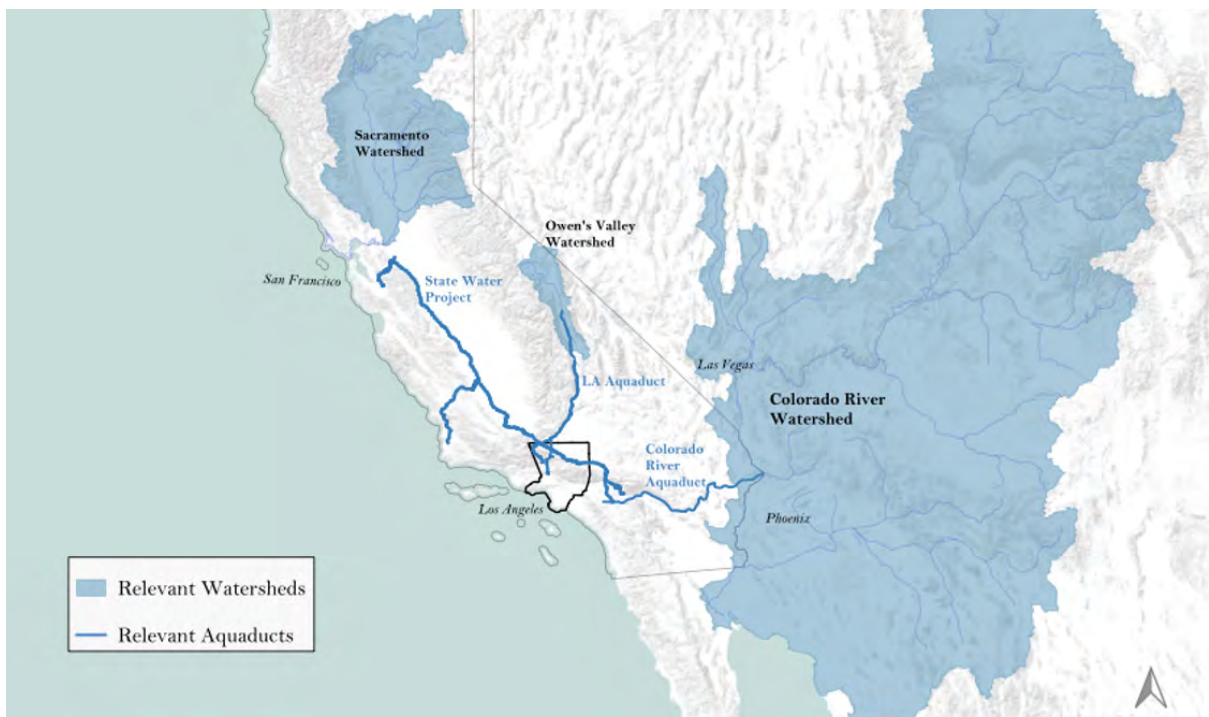 Sacramento
Watershed
Owen's Valley
Watershed
San Francisco
State Water
Project
Las Vegas
LA Aquaduct
Colorado River
Watershed
Colorado
River
Aquaduct
Los Angeles
Phoenix
Relevant Watersheds
Relevant Aquaducts